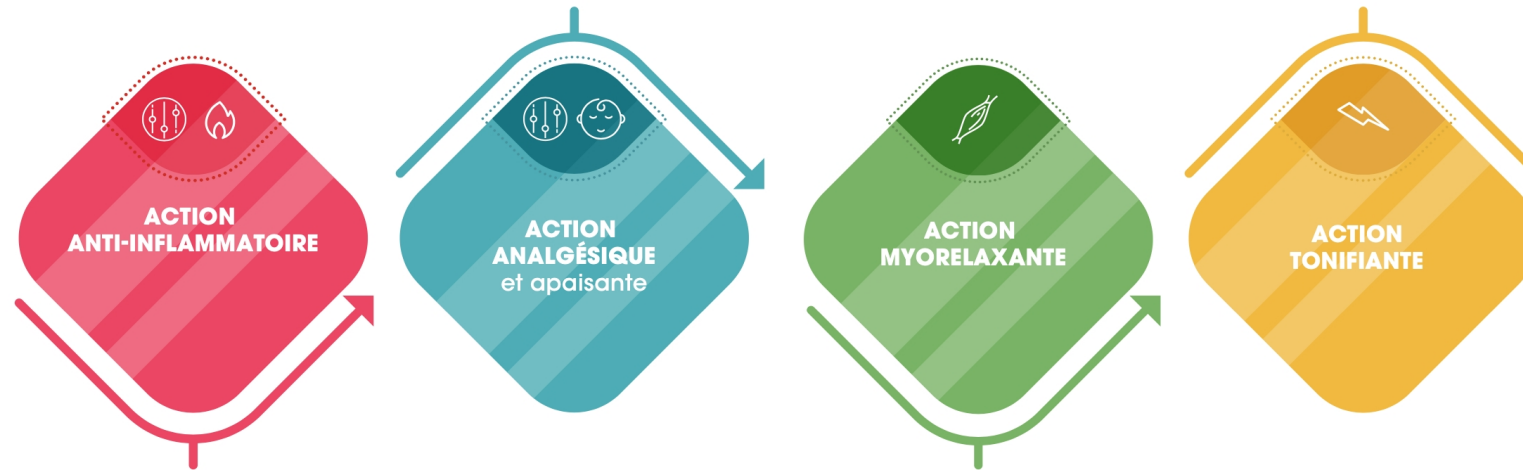 ACTION
ANTI-INFLAMMATOIRE
ACTION
ANALGÉSIQUE
et apaisante
ACTION
MYORELAXANTE
ACTION
TONIFIANTE